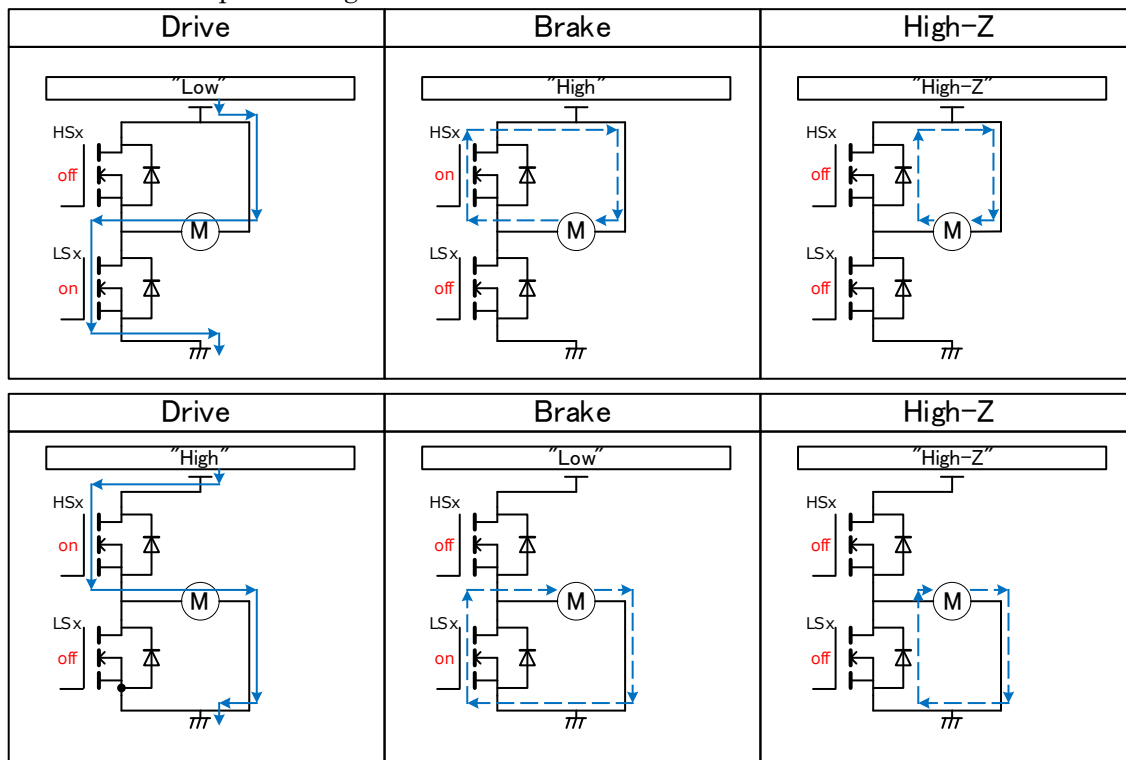 Drive
Brake
High-Z
"Low"
"High"
"High-Z"
HSx
HSx
HSx
off
on
off
M
M
M
LSx
LSx
LSx
on
off
off
Drive
Brake
High-Z
"High"
"Low"
"High-Z"
HSx
HSx
HSx
on
off
off
M
M
M
LSx
LSx
LSx
off
on
off